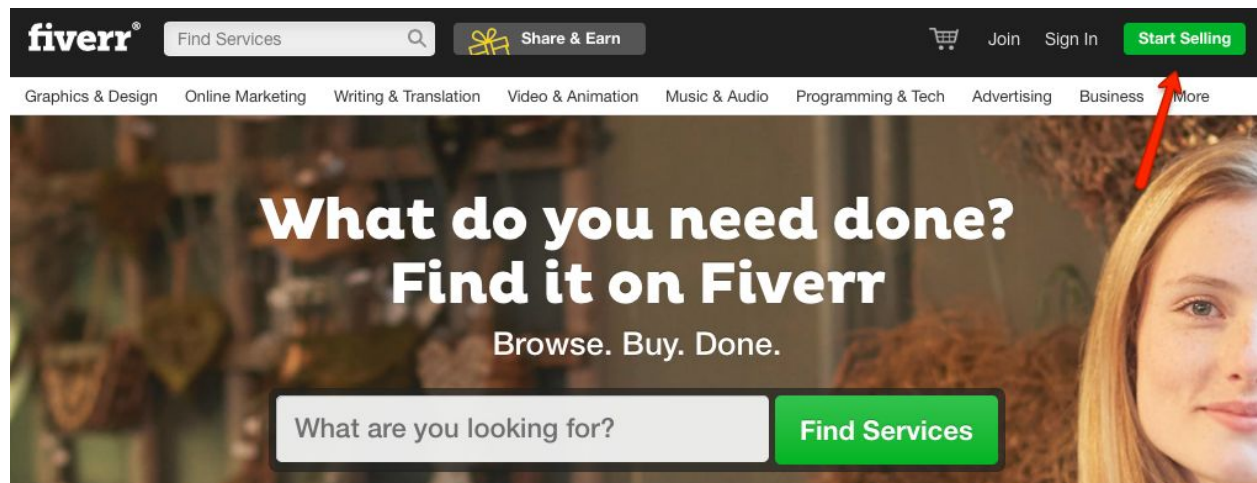 fiverr®
Find Services
Share & Earn
Join
Sign In
Start Selling
Graphics & Design
Online Marketing
Writing & Translation
Video & Animation
Music & Audio
Programming & Tech
Advertising
Business
More
What do you need done?
Find it on Fiverr
Browse. Buy. Done.
What are you looking for?
Find Services